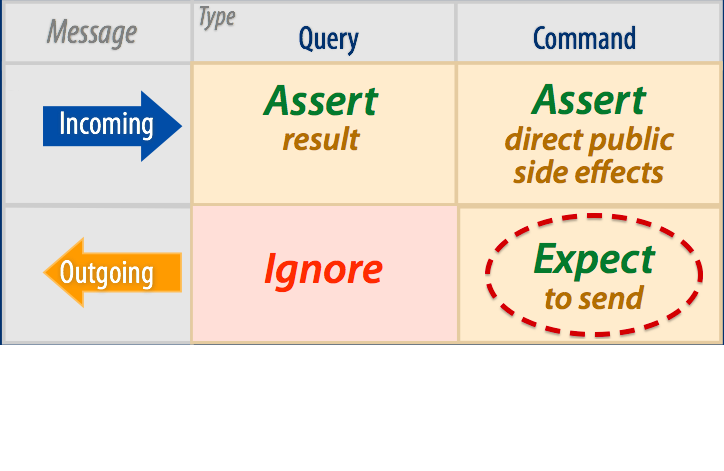 Message
Type
Query
Command
Incoming
Assert
result
Assert
direct public
side effects
Outgoing
Ignore
Expect
to send